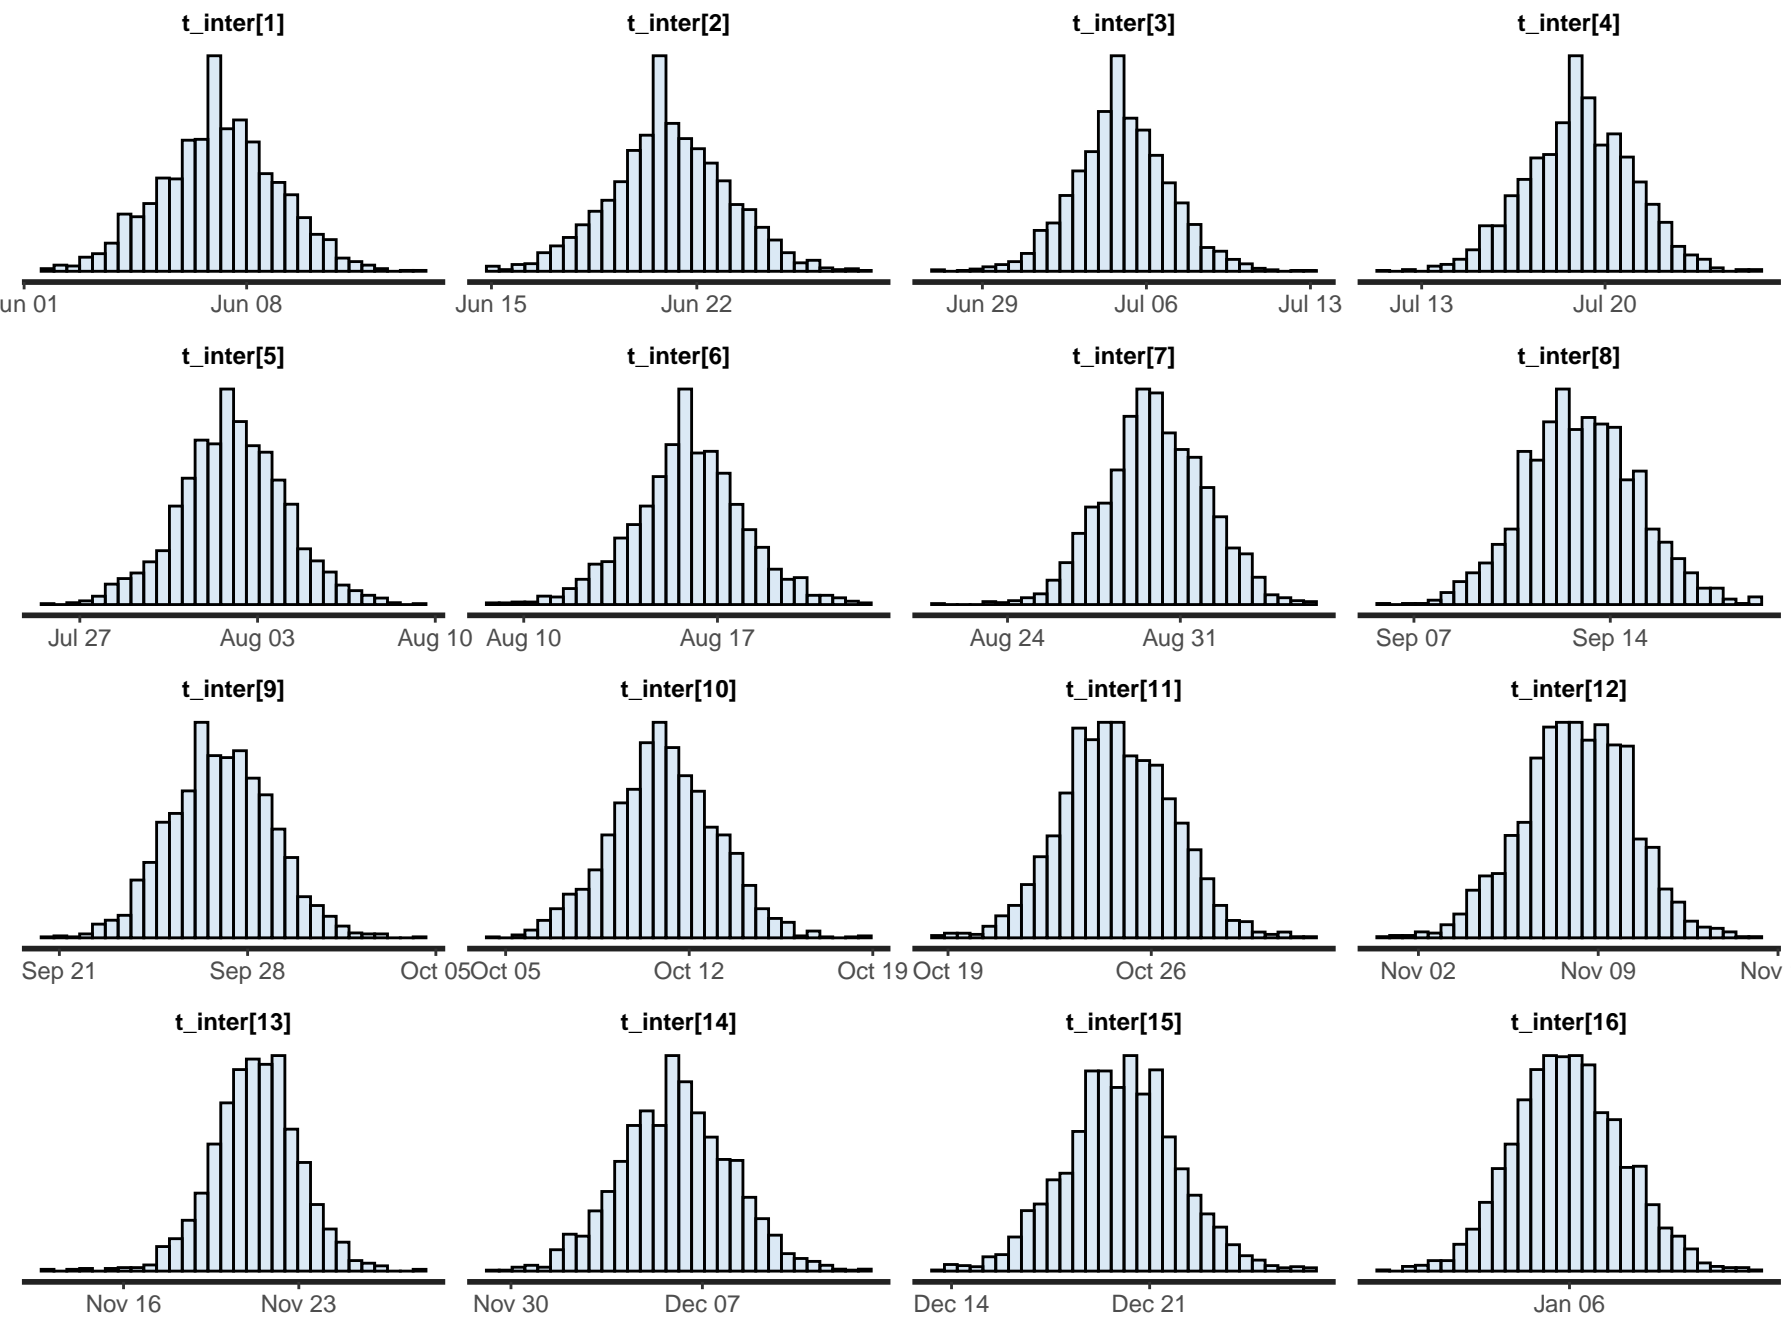 t_inter[1] t_inter[2] t_inter[3] t_inter[4]
un 01 Jun 08 Jun 15 Jun 22 Jun 29 Jul 06 Jul 13 Jul 13 Jul 20
t_inter[5] t_inter[6] t_inter[7] t_inter[8]
Jul 27 Aug 03 Aug 10 Aug 10 Aug 17 Aug 24 Aug 31 Sep 07 Sep 14
t_inter[9] t_inter[10] t_inter[11] t_inter[12]
Sep 21 Sep 28 Oct 05 Oct 05 Oct 12 Oct 19 Oct 19 Oct 26 Nov 02 Nov 09 Nov
t_inter[13] t_inter[14] t_inter[15] t_inter[16]
Nov 16 Nov 23 Nov 30 Dec 07 Dec 14 Dec 21 Jan 06